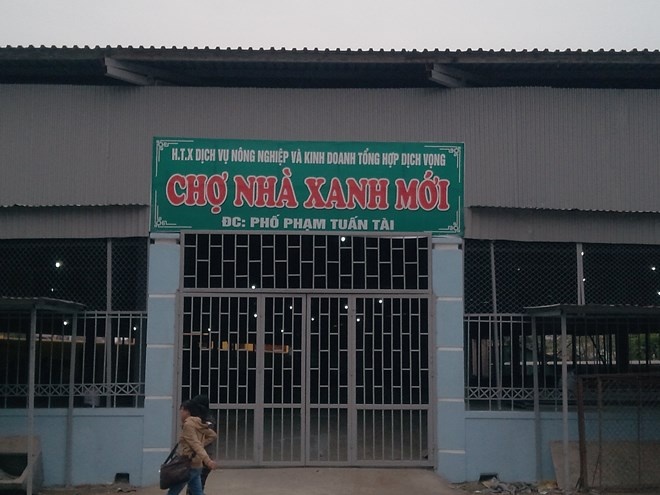 H.T.X DỊCH VỤ NÔNG NGHIỆP VÀ KINH DOANH TỔNG HỢP DỊCH VỌNG
CHỢ NHÀ XANH MỚI
ĐC: PHỐ PHẠM TUẤN TÀI